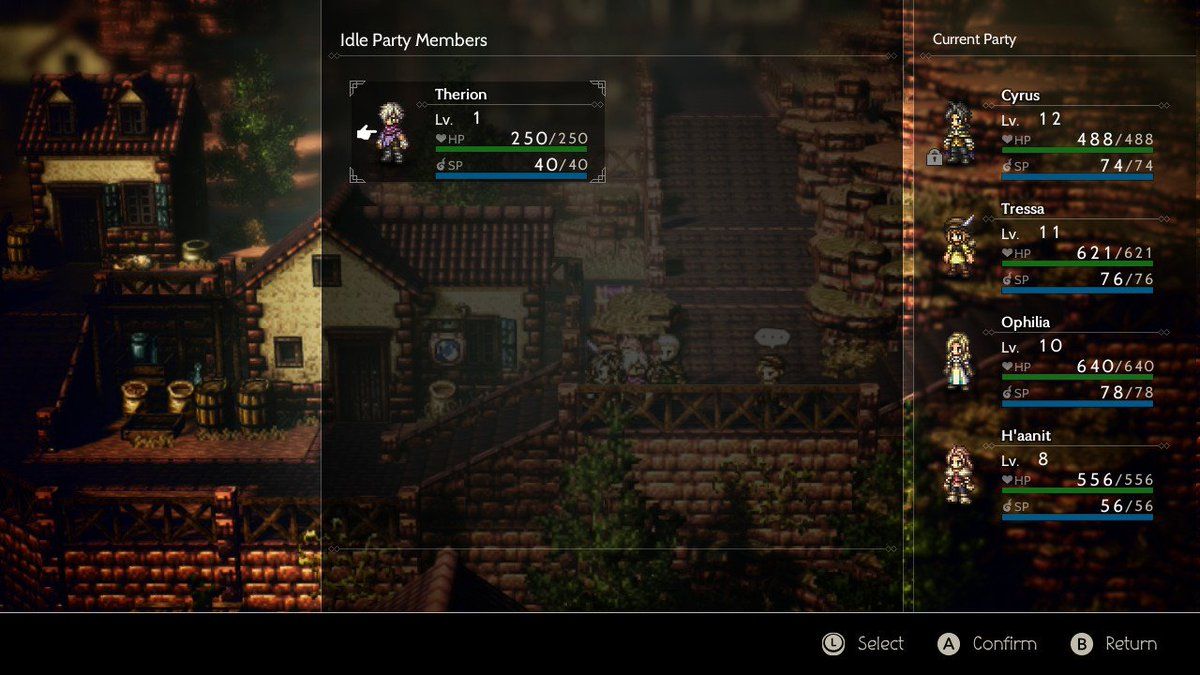 Idle Party Members
Therion
Lv. 1
HP 250/250
SP 40/40
Current Party
Cyrus
Lv. 12
HP 488/488
SP 74/74
Tressa
Lv. 11
HP 621/621
SP 76/76
Ophilia
Lv. 10
HP 640/640
SP 78/78
H'aanit
Lv. 8
HP 556/556
SP 56/56
L Select A Confirm B Return